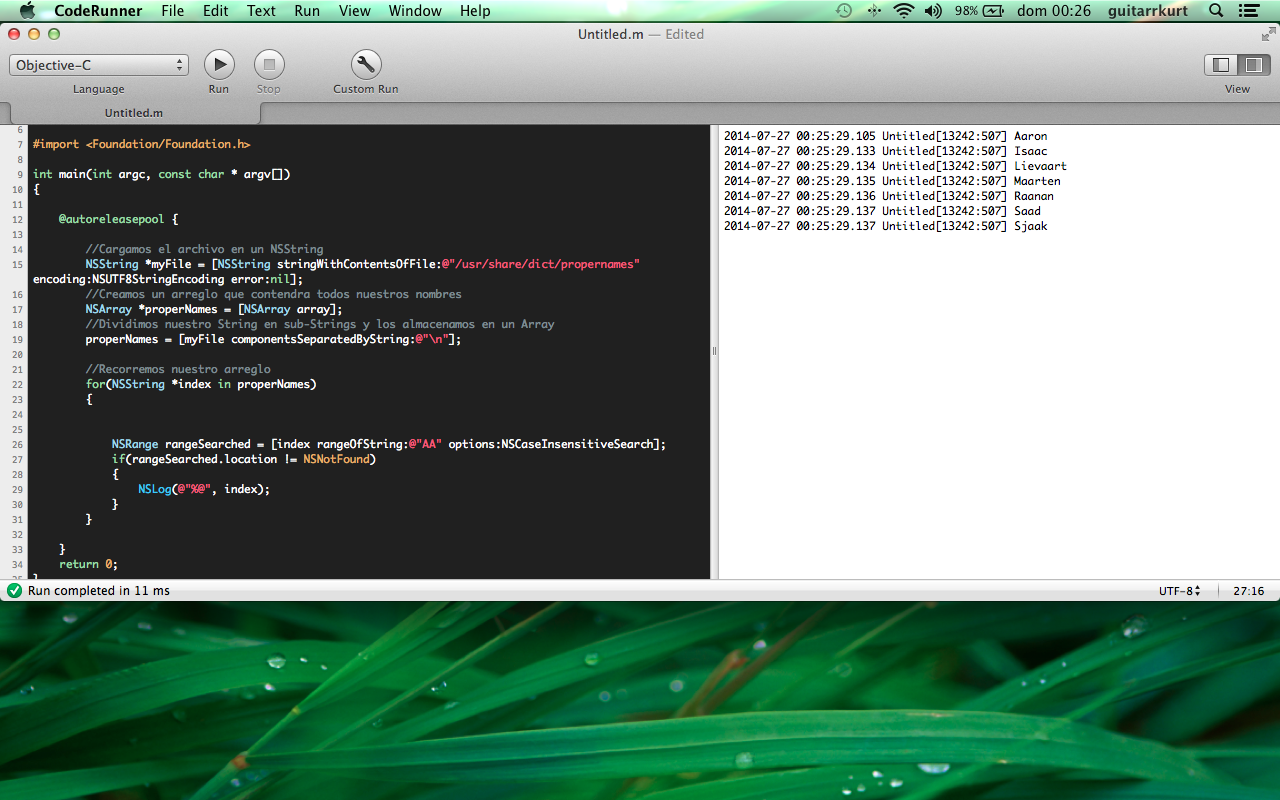 CodeRunner File Edit Text Run View Window Help 98% dom 00:26 guitarrkurt
Untitled.m — Edited
Objective-C
Language Run Stop Custom Run View
Untitled.m
6
7 #import <Foundation/Foundation.h>
8
9 int main(int argc, const char * argv[])
10 {
11
12 @autoreleasepool {
13
14 //Cargamos el archivo en un NSString
15 NSString *myFile = [NSString stringWithContentsOfFile:@"/usr/share/dict/propernames"
encoding:NSUTF8StringEncoding error:nil];
16 //Creamos un arreglo que contendra todos nuestros nombres
17 NSArray *properNames = [NSArray array];
18 //Dividimos nuestro String en sub-Strings y los almacenamos en un Array
19 properNames = [myFile componentsSeparatedByString:@"\n"];
20
21 //Recorremos nuestro arreglo
22 for(NSString *index in properNames)
23 {
24
25
26 NSRange rangeSearched = [index rangeOfString:@"AA" options:NSCaseInsensitiveSearch];
27 if(rangeSearched.location != NSNotFound)
28 {
29 NSLog(@"%@", index);
30 }
31 }
32
33 }
34 return 0;
2014-07-27 00:25:29.105 Untitled[13242:507] Aaron
2014-07-27 00:25:29.133 Untitled[13242:507] Isaac
2014-07-27 00:25:29.134 Untitled[13242:507] Lievaart
2014-07-27 00:25:29.135 Untitled[13242:507] Maarten
2014-07-27 00:25:29.136 Untitled[13242:507] Raanan
2014-07-27 00:25:29.137 Untitled[13242:507] Saad
2014-07-27 00:25:29.137 Untitled[13242:507] Sjaak
Run completed in 11 ms UTF-8 27:16